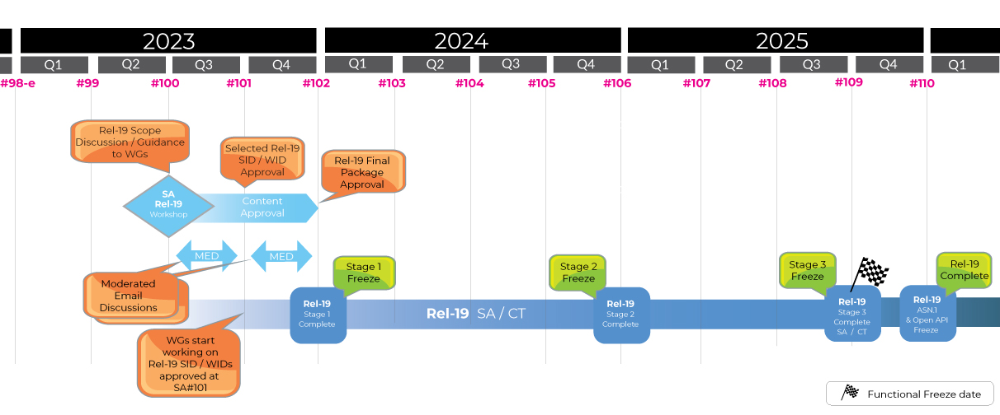 2023
2024
2025
Q1
Q2
Q3
Q4
Q1
Q2
Q3
Q4
Q1
Q2
Q3
Q4
Q1
#98-e
#99
#100
#101
#102
#103
#104
#105
#106
#107
#108
#109
#110
Rel-19 Scope
Discussion / Guidance
to WGs
Selected Rel-19
SID / WID
Approval
Rel-19 Final
Package
Approval
SA
Rel-19
Workshop
Content
Approval
MED
MED
Moderated
Email
Discussions
Stage 1
Freeze
Stage 2
Freeze
Stage 3
Freeze
Rel-19
Complete
Rel-19
Stage 1
Complete
Rel-19 SA / CT
Rel-19
Stage 2
Complete
Rel-19
Stage 3
Complete
SA / CT
Rel-19
ASN.1
& Open API
Freeze
WGs start
working on
Rel-19 SID / WIDs
approved at
SA#101
Functional Freeze date